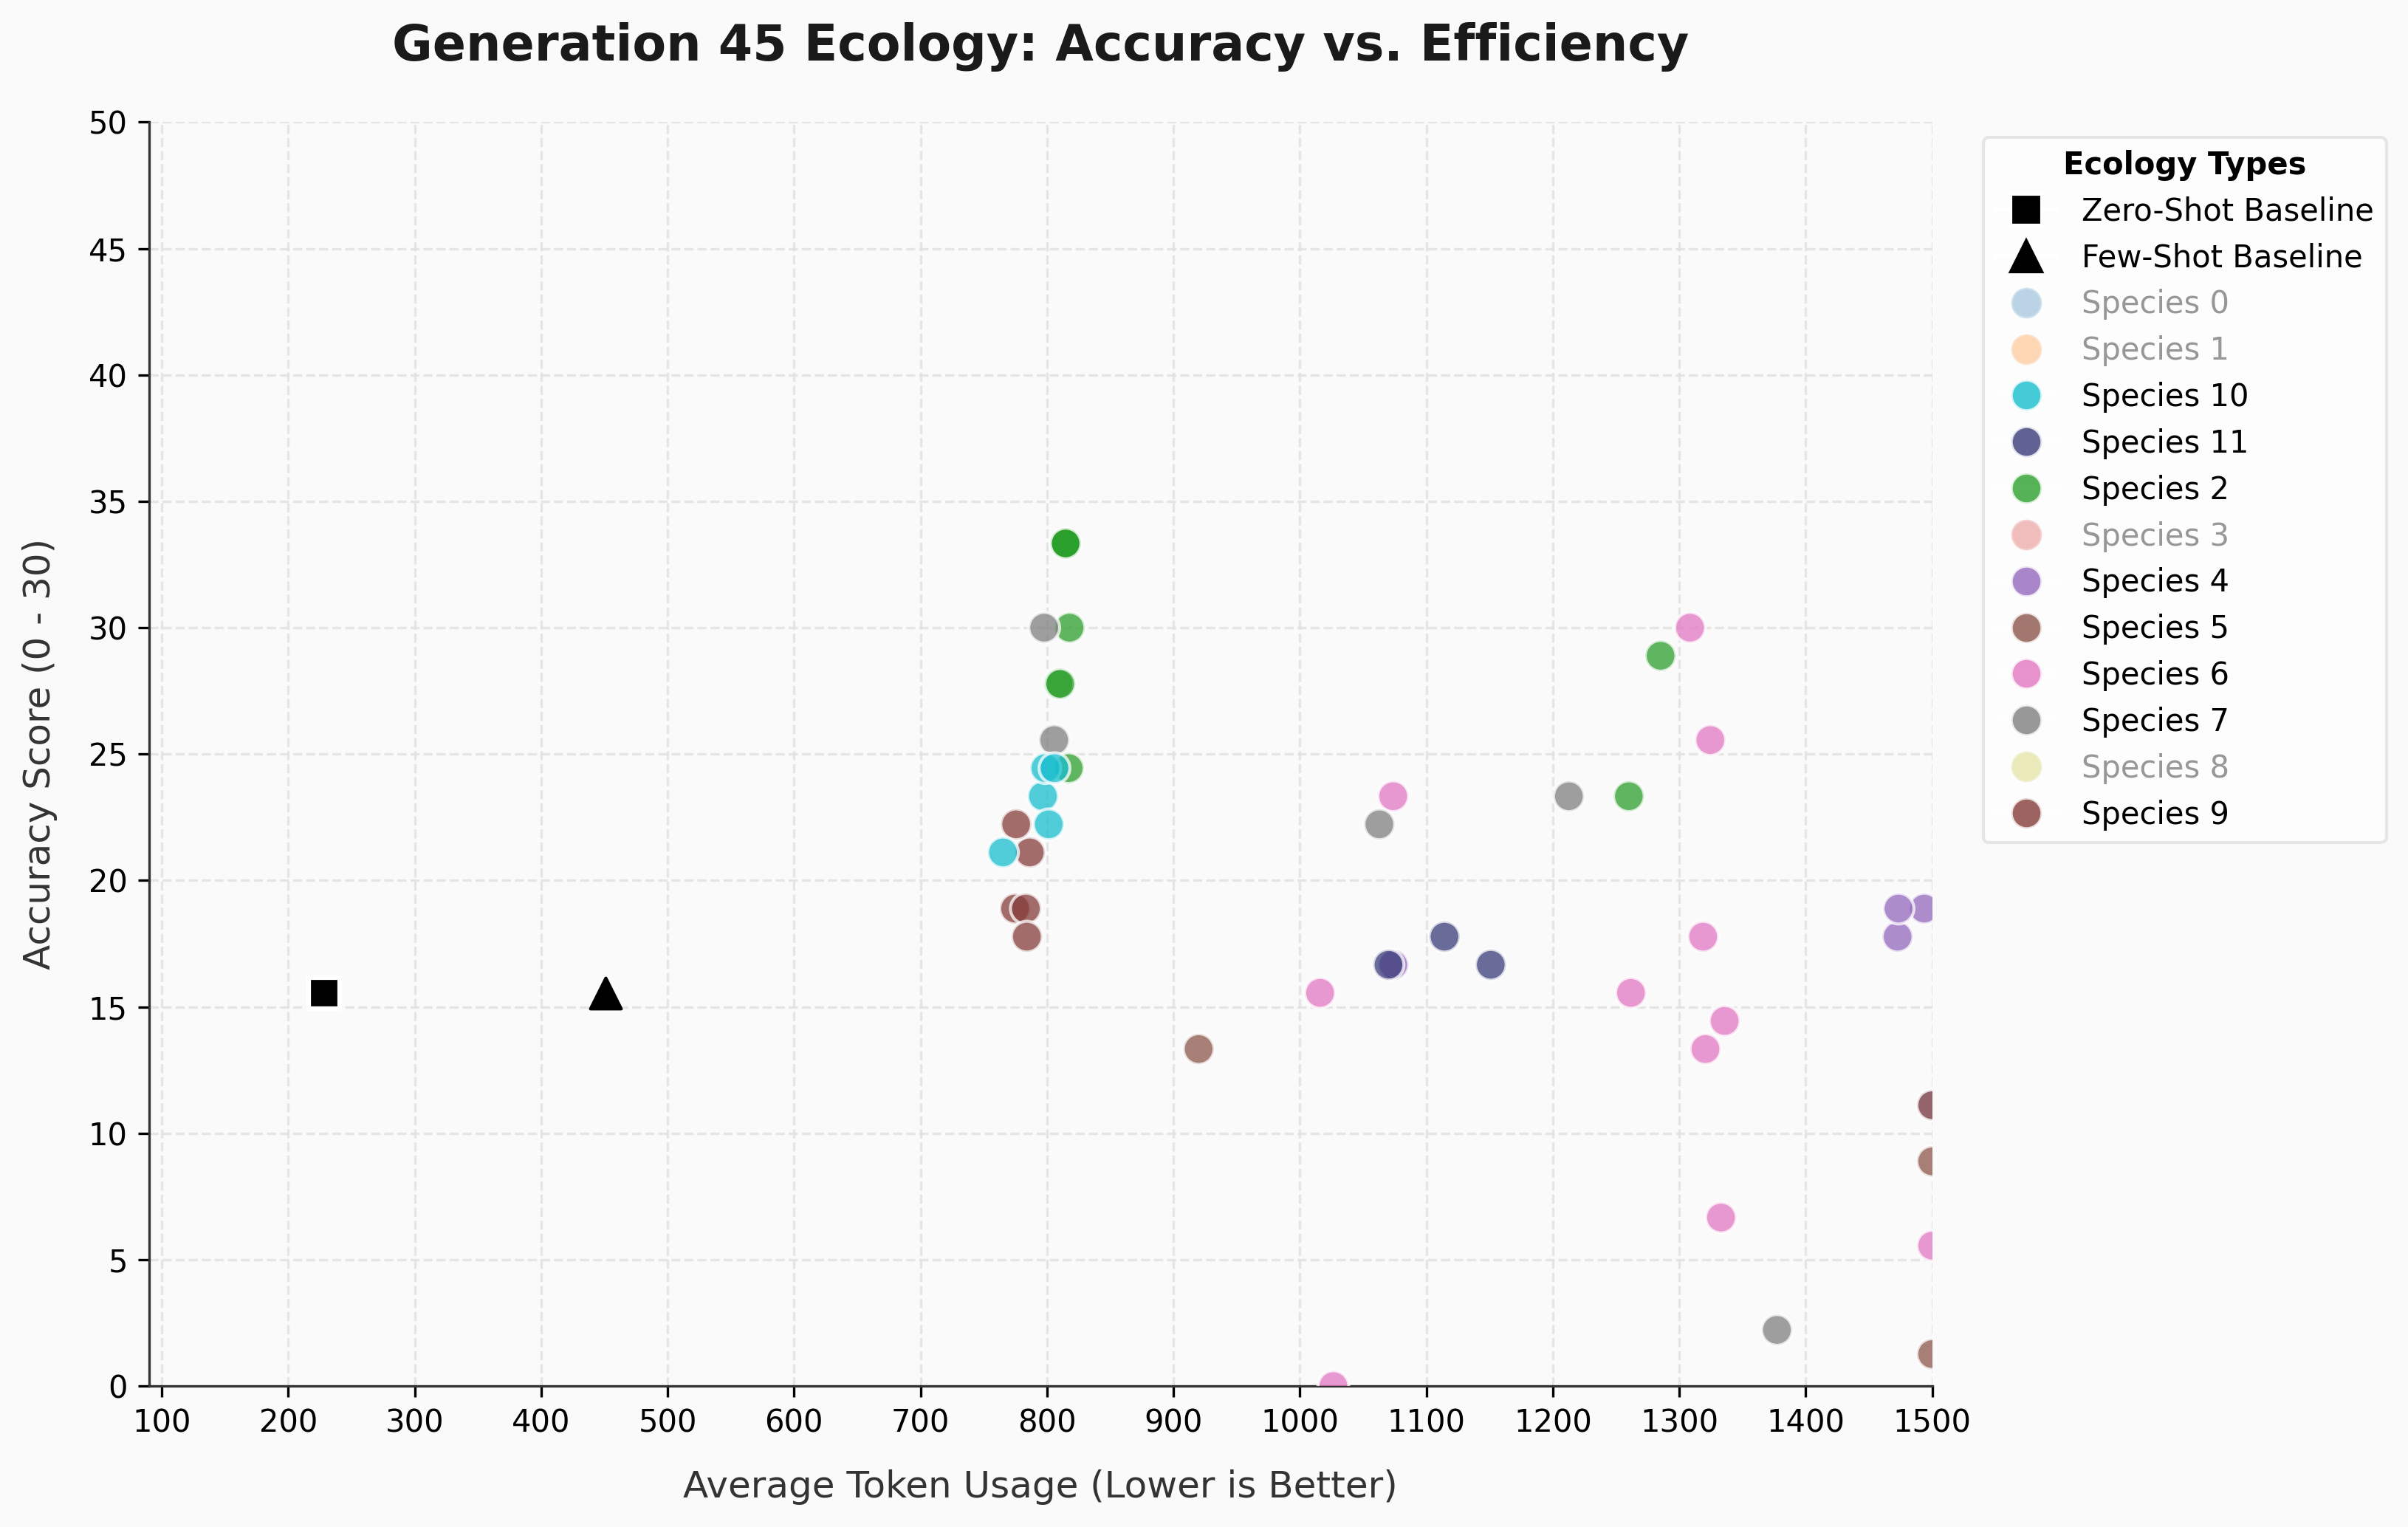 Generation 45 Ecology: Accuracy vs. Efficiency
50
45
40
35
30
25
20
15
10
5
0
Accuracy Score (0 - 30)
100 200 300 400 500 600 700 800 900 1000 1100 1200 1300 1400 1500
Average Token Usage (Lower is Better)
Ecology Types
Zero-Shot Baseline
Few-Shot Baseline
Species 0
Species 1
Species 10
Species 11
Species 2
Species 3
Species 4
Species 5
Species 6
Species 7
Species 8
Species 9